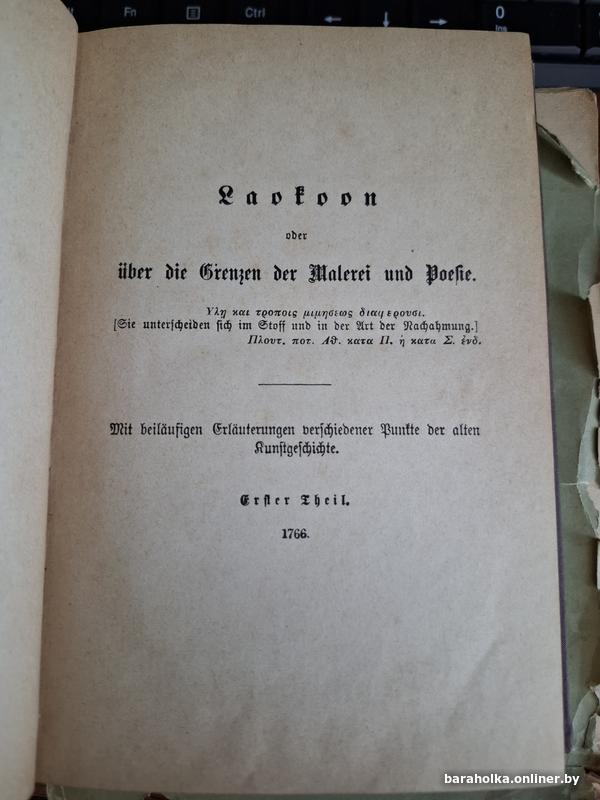 Fn
Ctrl
←
↓
→
0
Ins
Laokoon
oder
über die Grenzen der Malerei und Poesie.
Υλῃ και τροποις μιμησεως διαφερουσι.
[Sie unterscheiden sich im Stoff und in der Art der Nachahmung.]
Πλουτ. ποτ. Αθ. κατα Π. ἠ κατα Σ. ἐνδ.
Mit beiläufigen Erläuterungen verschiedener Punkte der alten
Kunstgeschichte.
Erster Theil.
1766.
baraholka.onliner.by